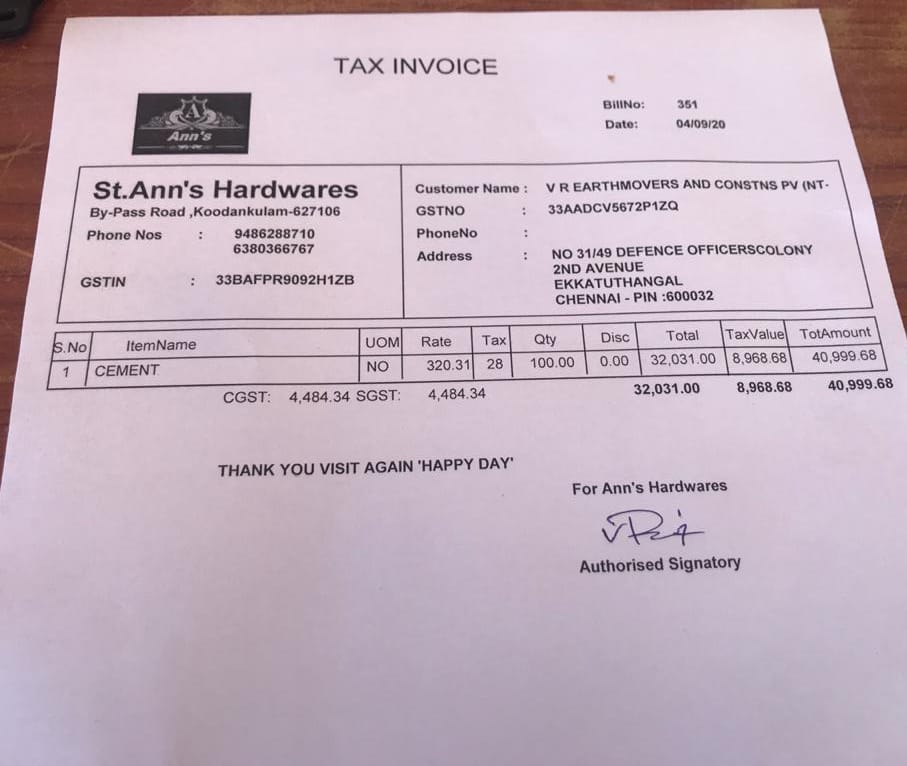 TAX INVOICE
A
Ann's
BillNo: 351
Date: 04/09/20
St.Ann's Hardwares
By-Pass Road ,Koodankulam-627106
Phone Nos : 9486288710
6380366767
GSTIN : 33BAFPR9092H1ZB
Customer Name : V R EARTHMOVERS AND CONSTNS PV (NT-
GSTNO : 33AADCV5672P1ZQ
PhoneNo :
Address : NO 31/49 DEFENCE OFFICERSCOLONY
2ND AVENUE
EKKATUTHANGAL
CHENNAI - PIN :600032
S.No ItemName UOM Rate Tax Qty Disc Total TaxValue TotAmount
1 CEMENT NO 320.31 28 100.00 0.00 32,031.00 8,968.68 40,999.68
CGST: 4,484.34 SGST: 4,484.34 32,031.00 8,968.68 40,999.68
THANK YOU VISIT AGAIN 'HAPPY DAY'
For Ann's Hardwares
Authorised Signatory